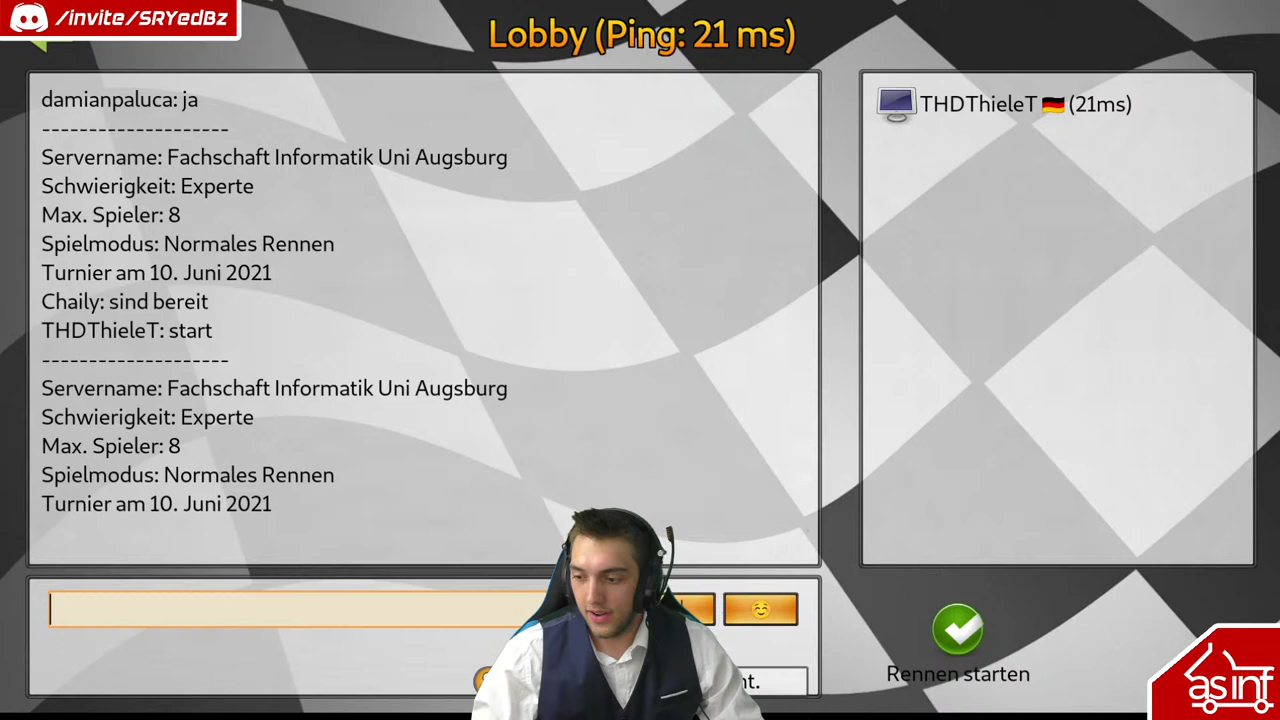 /invite/SRYedBz
Lobby (Ping: 21 ms)
damianpaluca: ja
--------------------
Servername: Fachschaft Informatik Uni Augsburg
Schwierigkeit: Experte
Max. Spieler: 8
Spielmodus: Normales Rennen
Turnier am 10. Juni 2021
Chaily: sind bereit
THDThieleT: start
--------------------
Servername: Fachschaft Informatik Uni Augsburg
Schwierigkeit: Experte
Max. Spieler: 8
Spielmodus: Normales Rennen
Turnier am 10. Juni 2021
THDThieleT 🇩🇪 (21ms)
Rennen starten
as inf